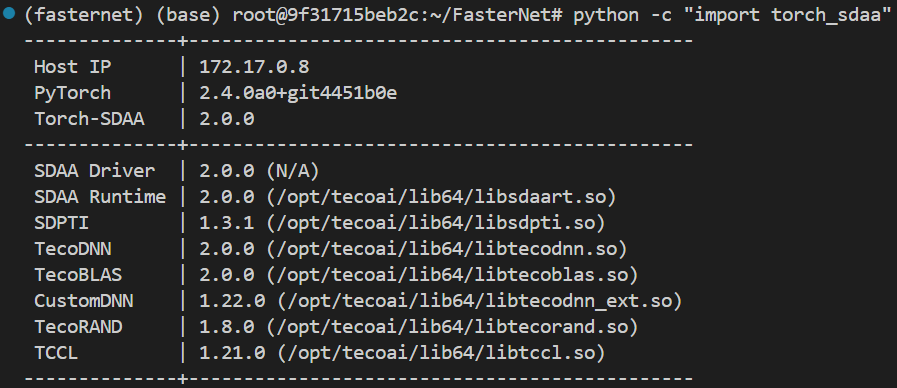 (fasternet) (base) root@9f31715beb2c:~/FasterNet# python -c "import torch_sdaa"
--------------+-----------------------------------------------
 Host IP      | 172.17.0.8
 PyTorch      | 2.4.0a0+git4451b0e
 Torch-SDAA   | 2.0.0
--------------+-----------------------------------------------
 SDAA Driver  | 2.0.0 (N/A)
 SDAA Runtime | 2.0.0 (/opt/tecoai/lib64/libsdaart.so)
 SDPTI        | 1.3.1 (/opt/tecoai/lib64/libsdpti.so)
 TecoDNN      | 2.0.0 (/opt/tecoai/lib64/libtecodnn.so)
 TecoBLAS     | 2.0.0 (/opt/tecoai/lib64/libtecoblas.so)
 CustomDNN    | 1.22.0 (/opt/tecoai/lib64/libtecodnn_ext.so)
 TecoRAND     | 1.8.0 (/opt/tecoai/lib64/libtecorand.so)
 TCCL         | 1.21.0 (/opt/tecoai/lib64/libtccl.so)
--------------+-----------------------------------------------